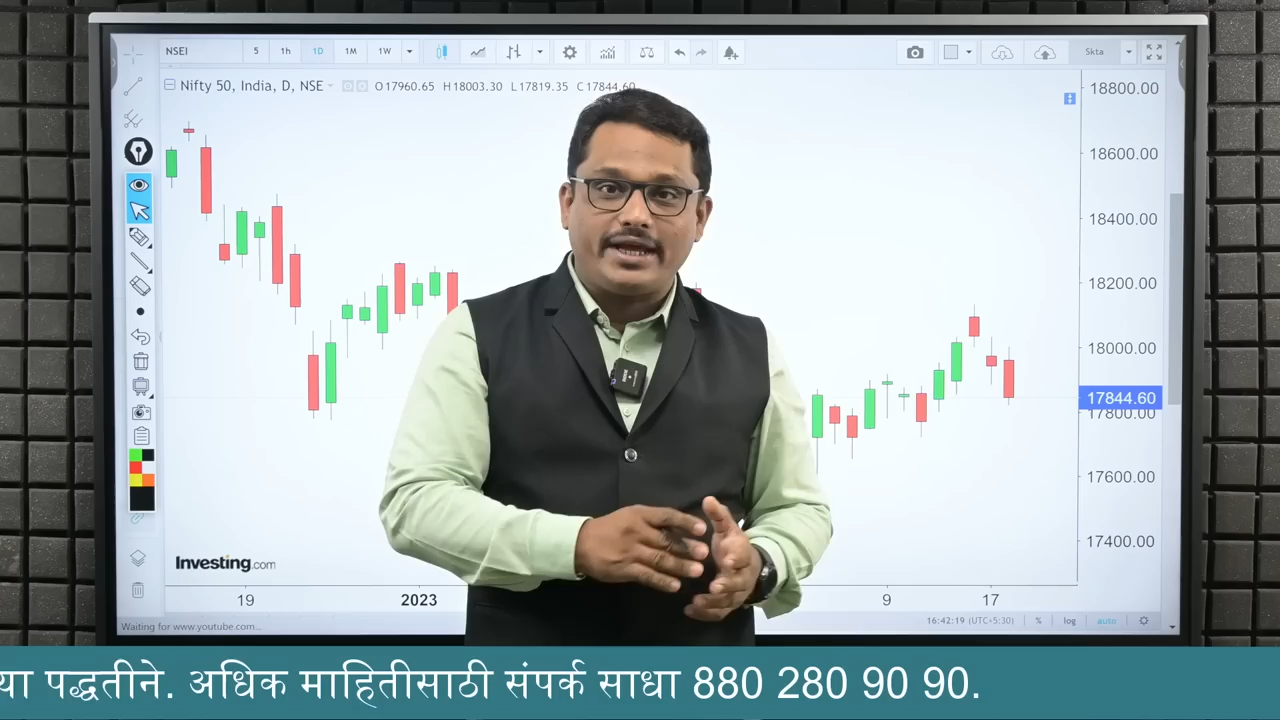 NSEI 5 1h 1D 1M 1W Skta
Nifty 50, India, D, NSE O17960.65 H18003.30 L17819.35 C17844.60
18800.00
18600.00
18400.00
18200.00
18000.00
17844.60
17800.00
17600.00
17400.00
Investing.com
19 2023 9 17
Waiting for www.youtube.com... 16:42:19 (UTC+5:30) % log auto
या पद्धतीने. अधिक माहितीसाठी संपर्क साधा 880 280 90 90.